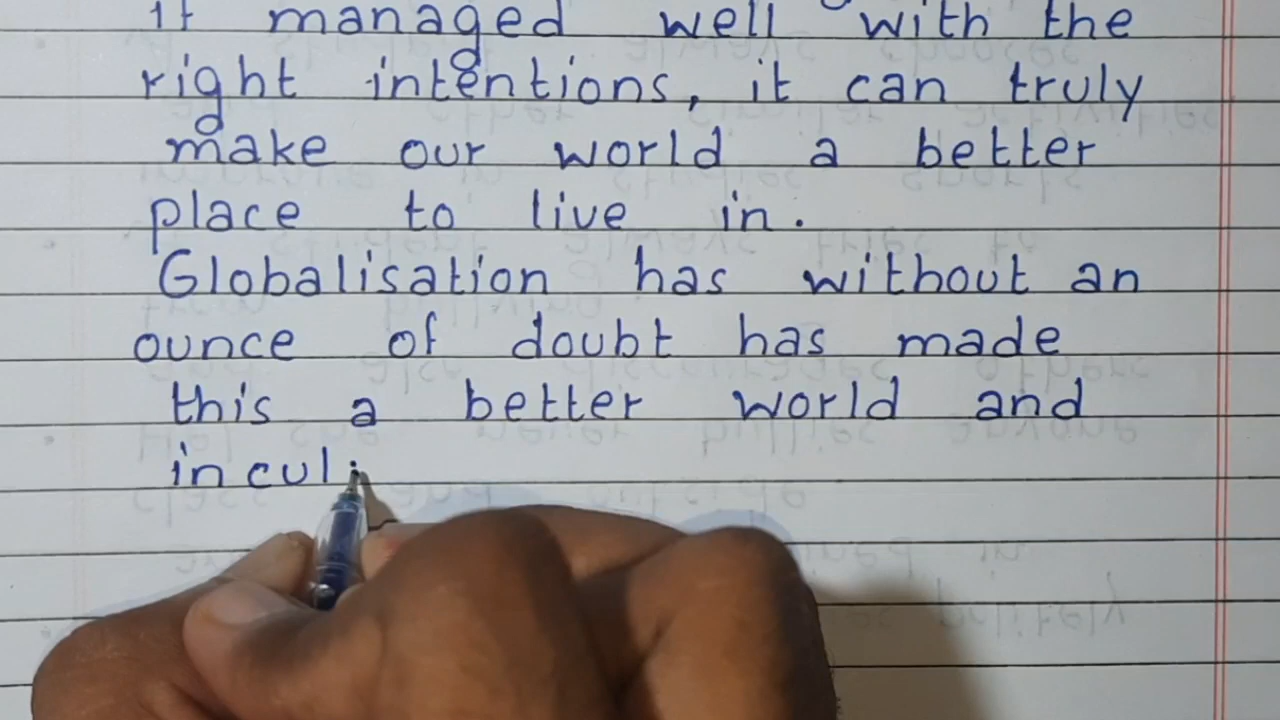 If managed well with the
right intentions, it can truly
make our world a better
place to live in.
Globalisation has without an
ounce of doubt has made
this a better world and
incul